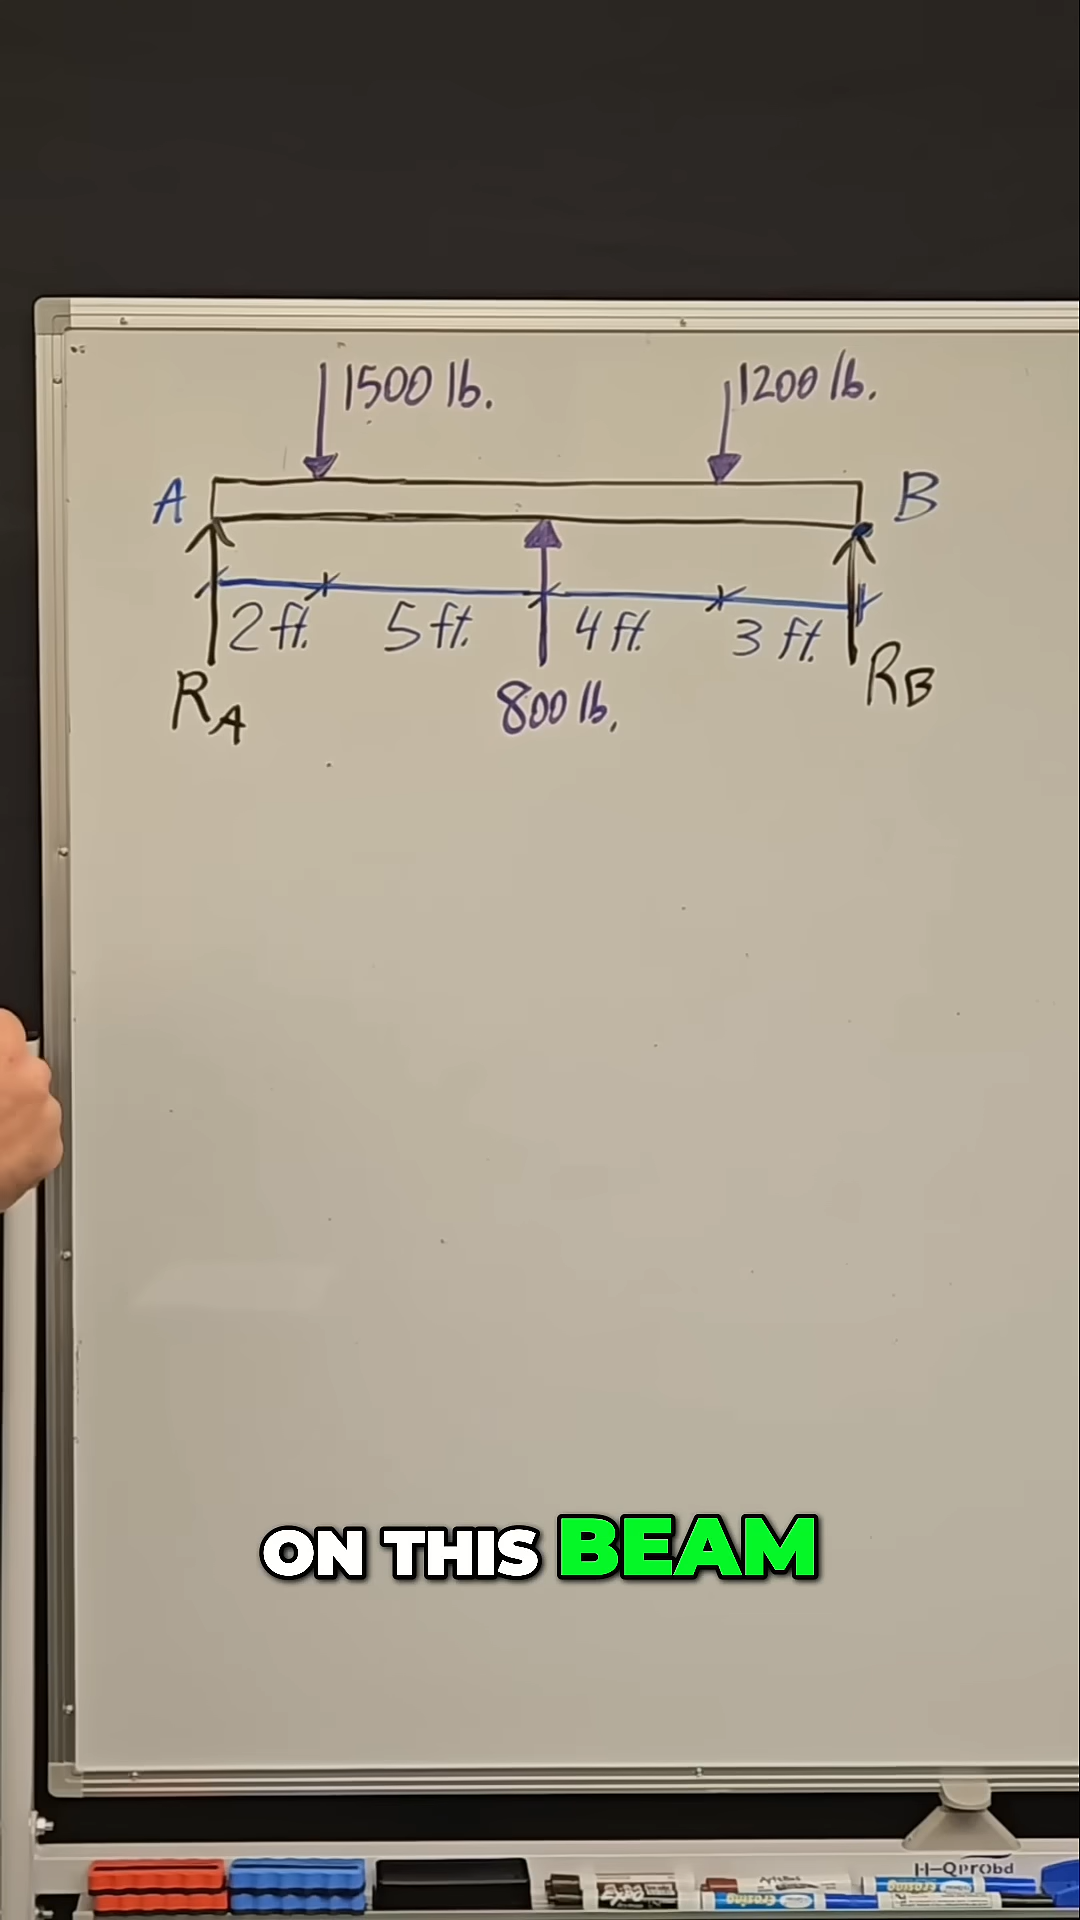 1500 lb.
1200 lb.
A
B
2 ft.
5 ft.
4 ft.
3 ft.
RA
800 lb.
RB
ON THIS BEAM
H-Qprobd